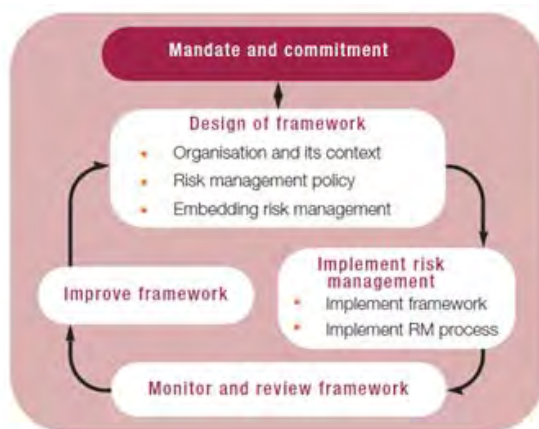 Mandate and commitment
Design of framework
• Organisation and its context
• Risk management policy
• Embedding risk management
Implement risk
management
• Implement framework
• Implement RM process
Improve framework
Monitor and review framework